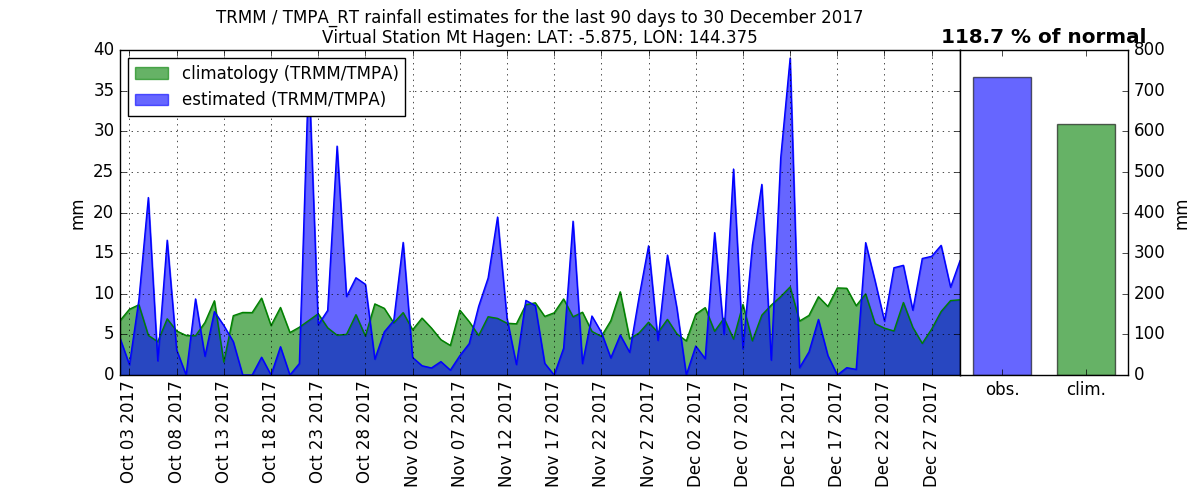 TRMM / TMPA_RT rainfall estimates for the last 90 days to 30 December 2017
Virtual Station Mt Hagen: LAT: -5.875, LON: 144.375
118.7 % of normal
climatology (TRMM/TMPA)
estimated (TRMM/TMPA)
40
35
30
25
20
15
10
5
0
mm
Oct 03 2017
Oct 08 2017
Oct 13 2017
Oct 18 2017
Oct 23 2017
Oct 28 2017
Nov 02 2017
Nov 07 2017
Nov 12 2017
Nov 17 2017
Nov 22 2017
Nov 27 2017
Dec 02 2017
Dec 07 2017
Dec 12 2017
Dec 17 2017
Dec 22 2017
Dec 27 2017
obs.
clim.
800
700
600
500
400
300
200
100
0
mm